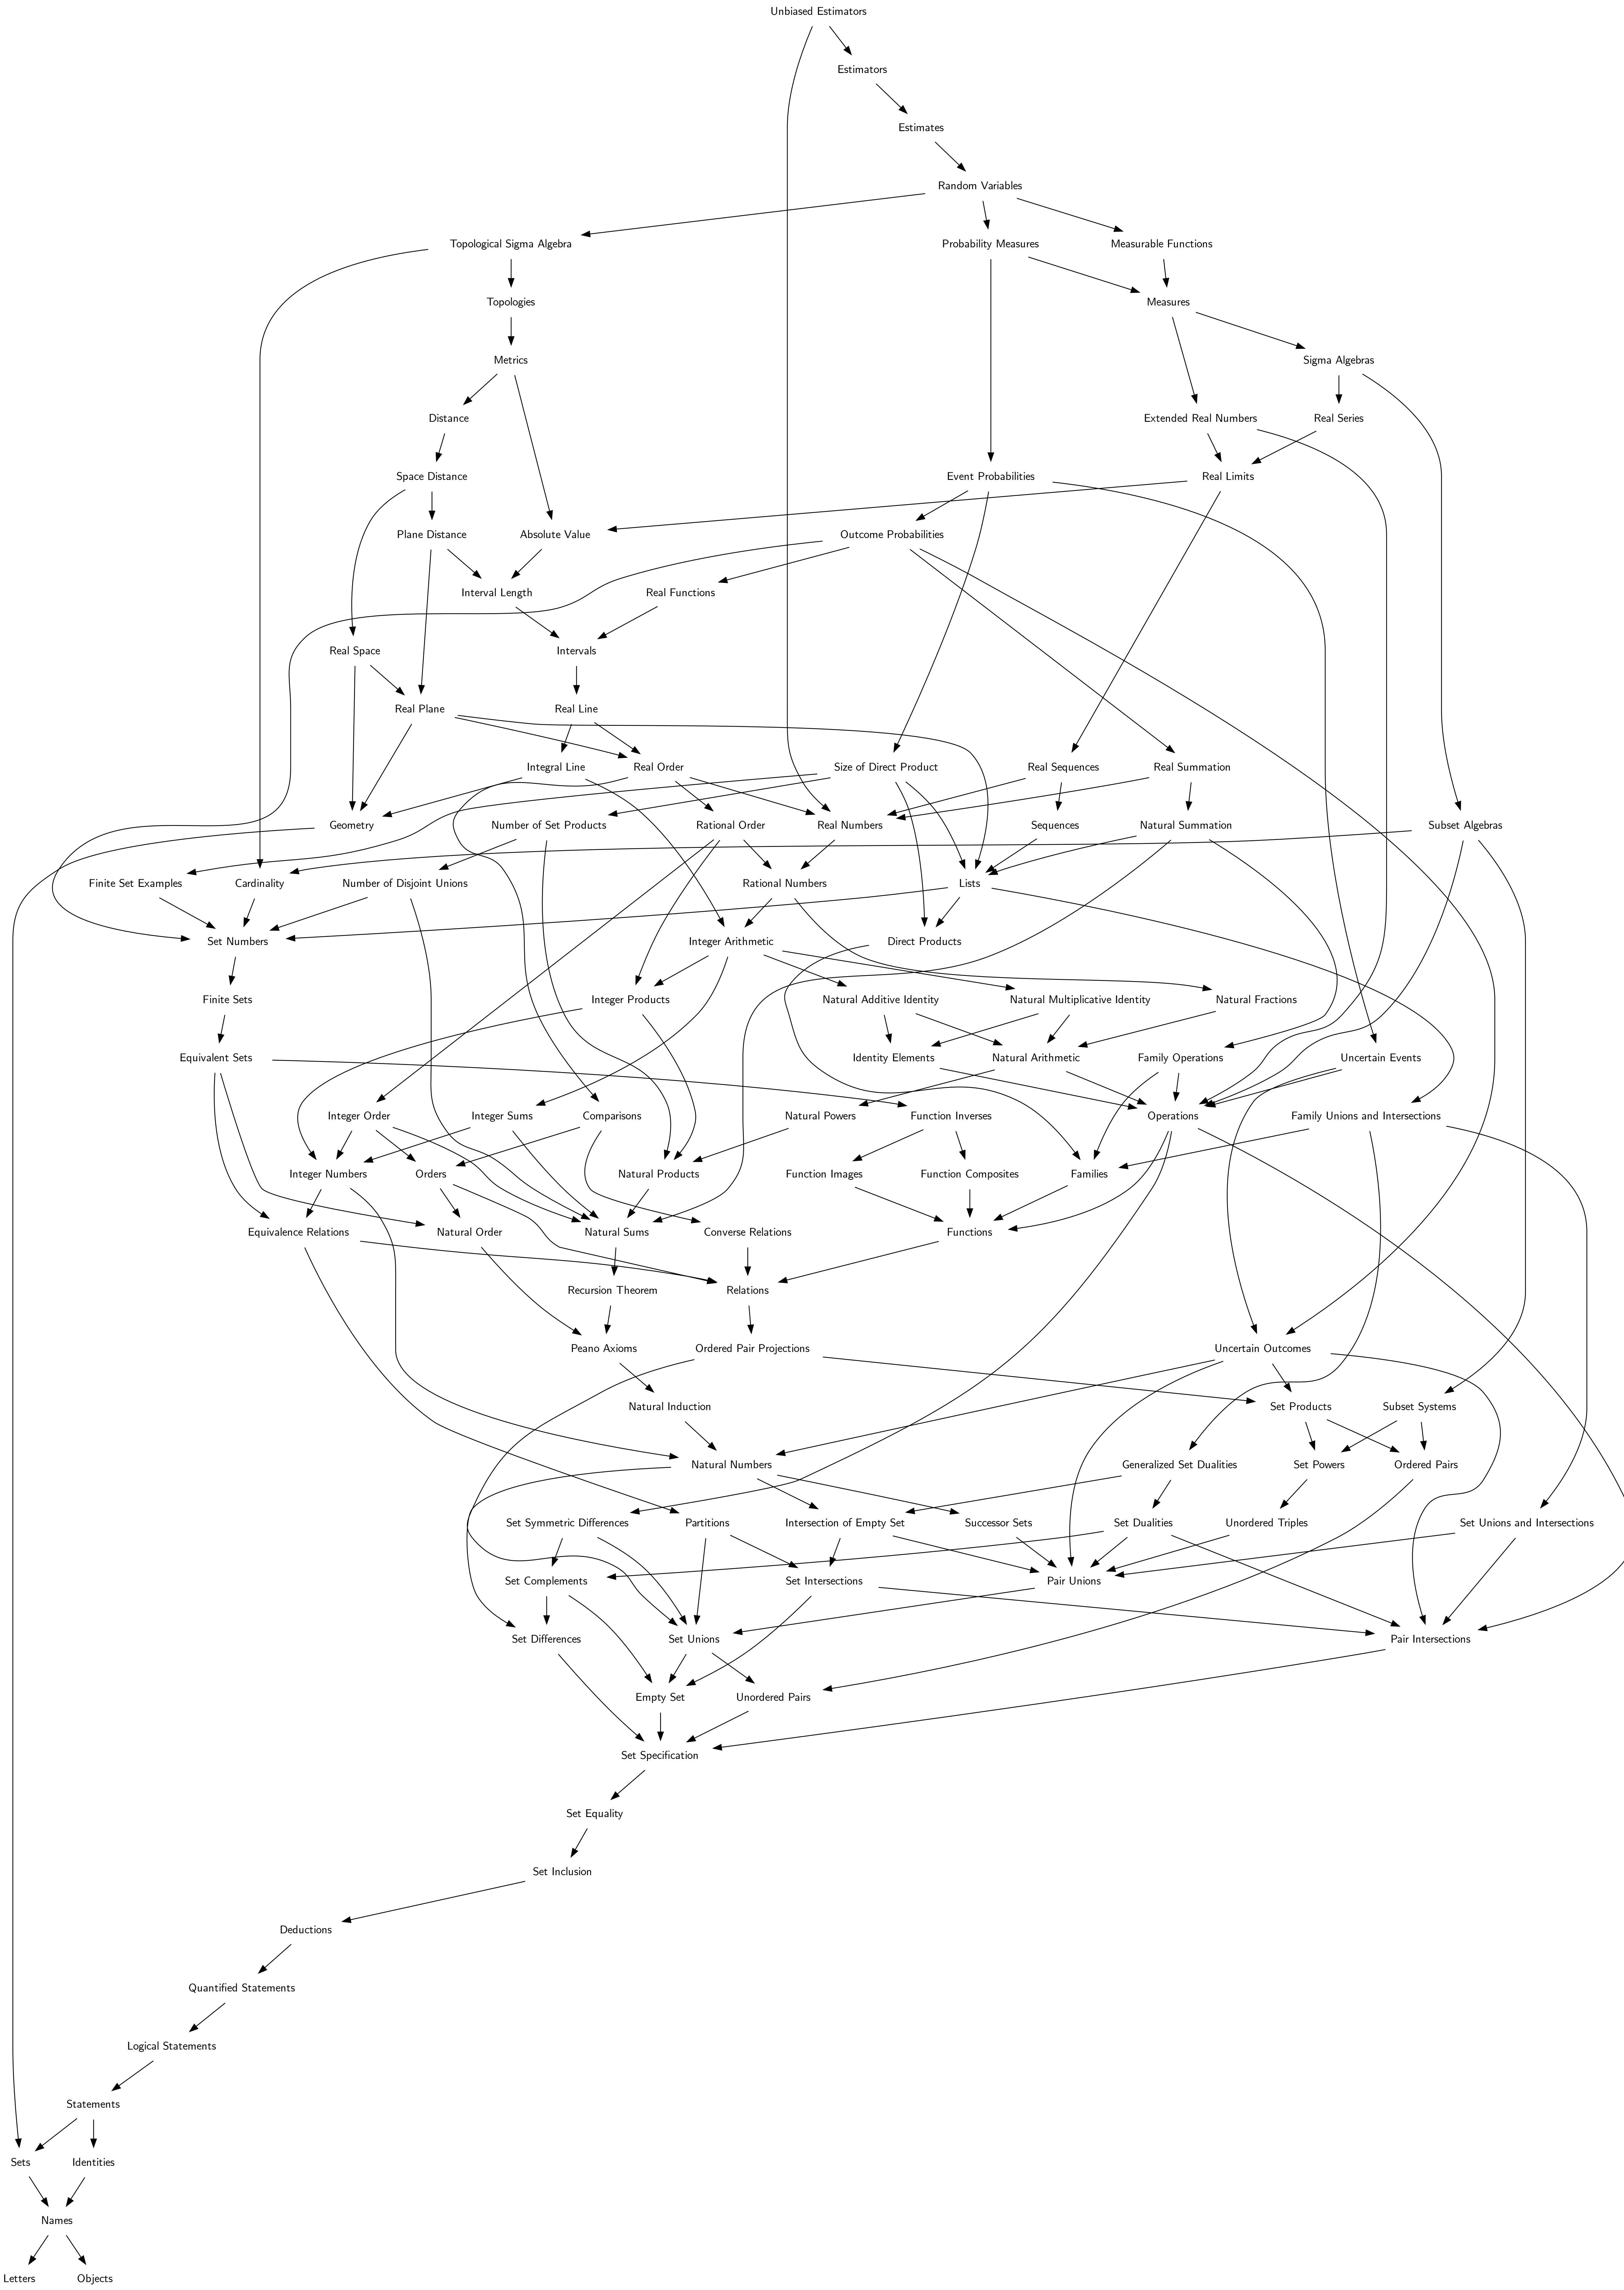 Unbiased Estimators
Estimators
Estimates
Random Variables
Topological Sigma Algebra
Probability Measures
Measurable Functions
Topologies
Measures
Metrics
Sigma Algebras
Distance
Extended Real Numbers
Real Series
Space Distance
Event Probabilities
Real Limits
Plane Distance
Absolute Value
Outcome Probabilities
Interval Length
Real Functions
Real Space
Intervals
Real Plane
Real Line
Integral Line
Real Order
Size of Direct Product
Real Sequences
Real Summation
Geometry
Number of Set Products
Rational Order
Real Numbers
Sequences
Natural Summation
Subset Algebras
Finite Set Examples
Cardinality
Number of Disjoint Unions
Rational Numbers
Lists
Set Numbers
Integer Arithmetic
Direct Products
Finite Sets
Integer Products
Natural Additive Identity
Natural Multiplicative Identity
Natural Fractions
Equivalent Sets
Identity Elements
Natural Arithmetic
Family Operations
Uncertain Events
Integer Order
Integer Sums
Comparisons
Natural Powers
Function Inverses
Operations
Family Unions and Intersections
Integer Numbers
Orders
Natural Products
Function Images
Function Composites
Families
Equivalence Relations
Natural Order
Natural Sums
Converse Relations
Functions
Recursion Theorem
Relations
Peano Axioms
Ordered Pair Projections
Uncertain Outcomes
Natural Induction
Set Products
Subset Systems
Natural Numbers
Generalized Set Dualities
Set Powers
Ordered Pairs
Set Symmetric Differences
Partitions
Intersection of Empty Set
Successor Sets
Set Dualities
Unordered Triples
Set Unions and Intersections
Set Complements
Set Intersections
Pair Unions
Set Differences
Set Unions
Pair Intersections
Empty Set
Unordered Pairs
Set Specification
Set Equality
Set Inclusion
Deductions
Quantified Statements
Logical Statements
Statements
Sets
Identities
Names
Letters
Objects